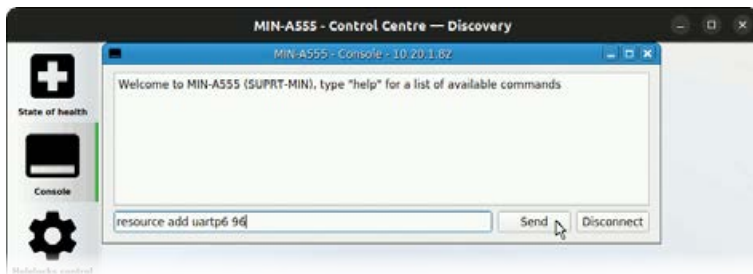 MIN-A555 - Control Centre — Discovery
MIN-A555 - Console - 10.20.1.82
State of health
Welcome to MIN-A555 (SUPRT-MIN), type "help" for a list of available commands
Console
resource add uartp6 96
Send
Disconnect
control